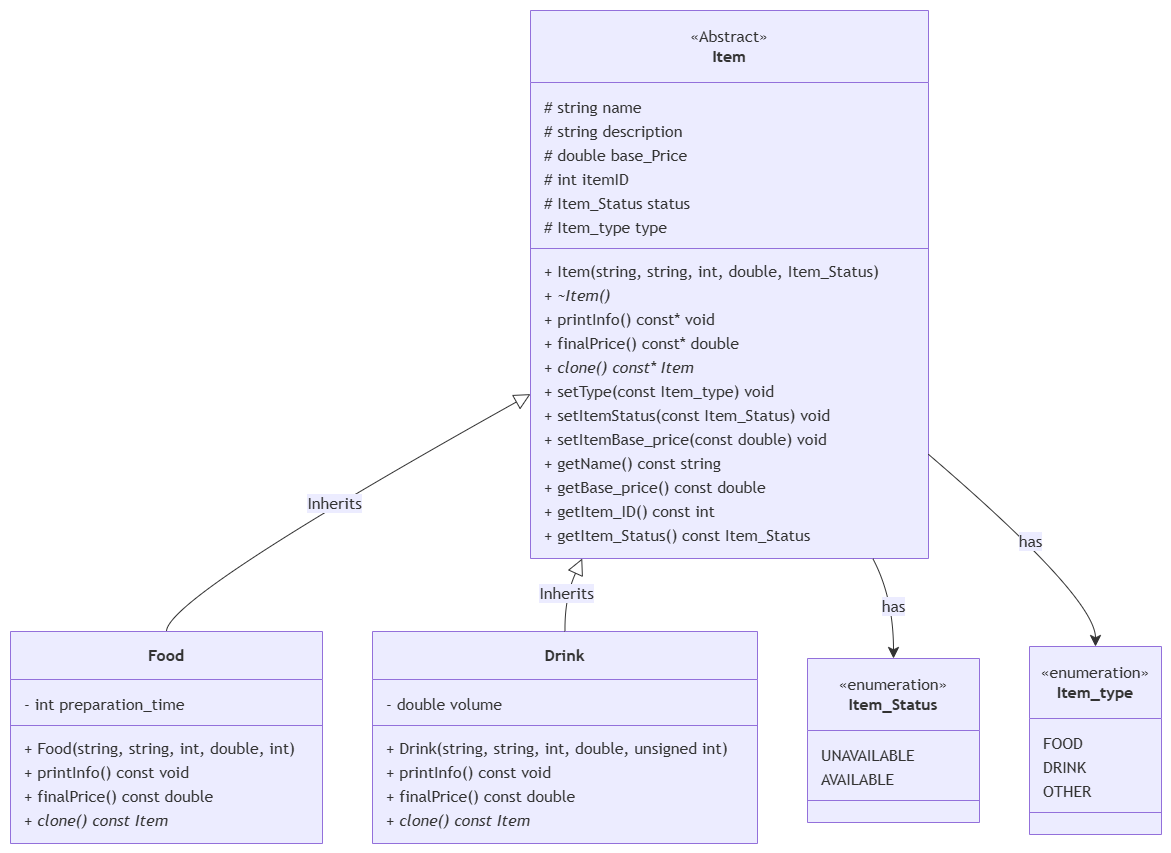 «Abstract»
Item
# string name
# string description
# double base_Price
# int itemID
# Item_Status status
# Item_type type
+ Item(string, string, int, double, Item_Status)
+ ~Item()
+ printInfo() const* void
+ finalPrice() const* double
+ clone() const* Item
+ setType(const Item_type) void
+ setItemStatus(const Item_Status) void
+ setItemBase_price(const double) void
+ getName() const string
+ getBase_price() const double
+ getItem_ID() const int
+ getItem_Status() const Item_Status
Inherits
Inherits
has
has
Food
- int preparation_time
+ Food(string, string, int, double, int)
+ printInfo() const void
+ finalPrice() const double
+ clone() const Item
Drink
- double volume
+ Drink(string, string, int, double, unsigned int)
+ printInfo() const void
+ finalPrice() const double
+ clone() const Item
«enumeration»
Item_Status
UNAVAILABLE
AVAILABLE
«enumeration»
Item_type
FOOD
DRINK
OTHER